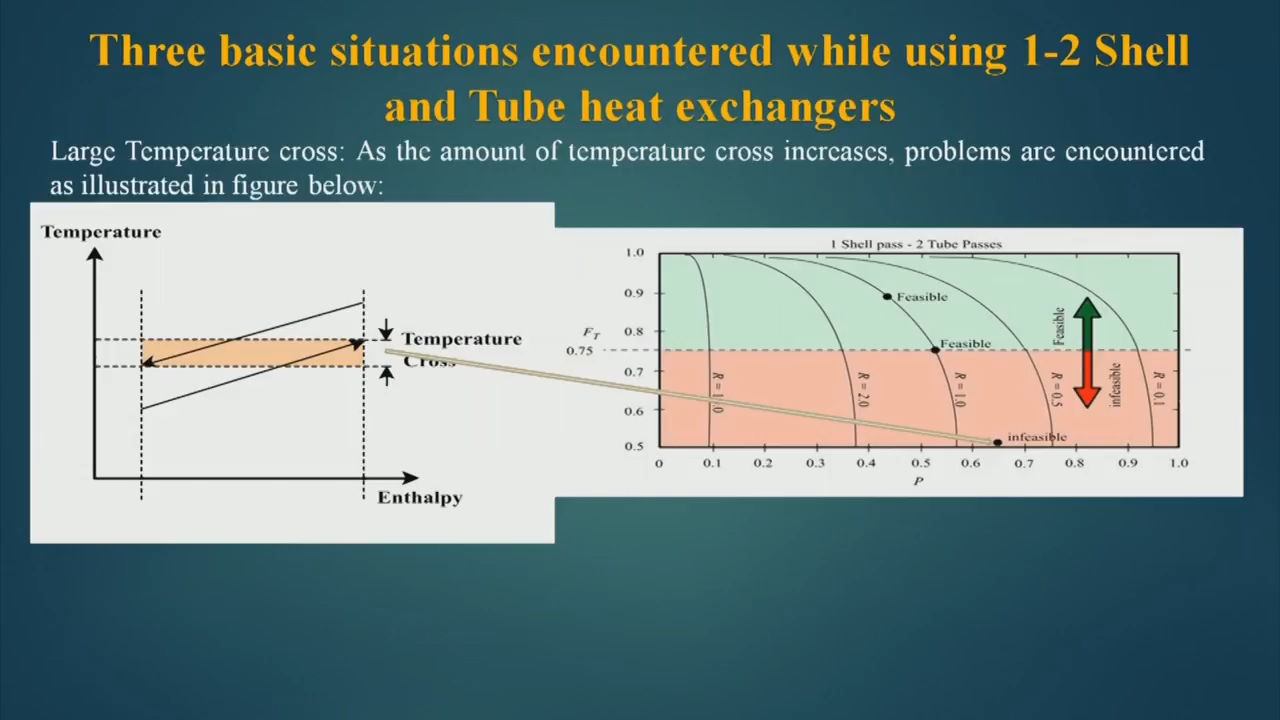 Three basic situations encountered while using 1-2 Shell
and Tube heat exchangers
Large Temperature cross: As the amount of temperature cross increases, problems are encountered
as illustrated in figure below:
Temperature
Temperature
Cross
Enthalpy
1 Shell pass - 2 Tube Passes
1.0
0.9
0.8
F_T
0.75
0.7
0.6
0.5
Feasible
Feasible
Feasible
infeasible
infeasible
R = 2.0
R = 1.0
R = 0.5
R = 0.1
0 0.1 0.2 0.3 0.4 0.5 0.6 0.7 0.8 0.9 1.0
P